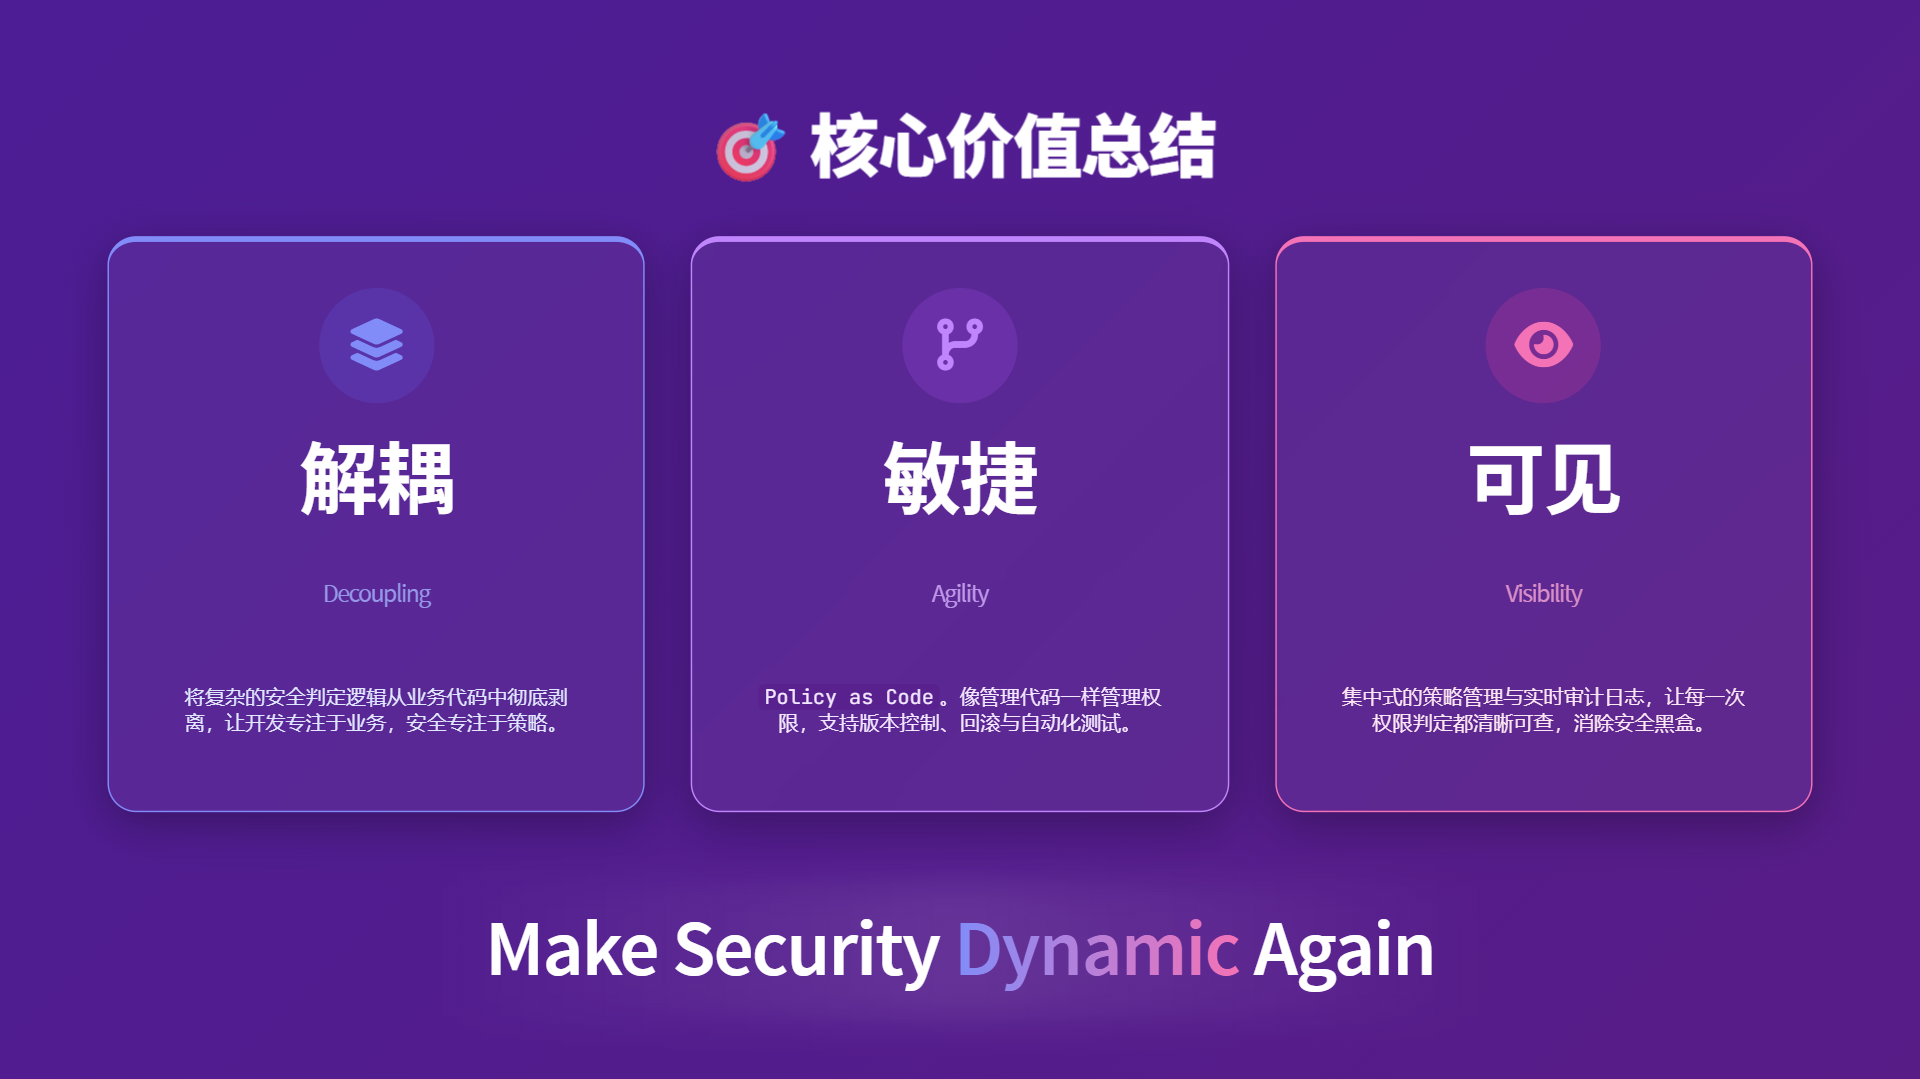 核心价值总结
解耦
Decoupling
将复杂的安全判定逻辑从业务代码中彻底剥
离，让开发专注于业务，安全专注于策略。
敏捷
Agility
Policy as Code。像管理代码一样管理权
限，支持版本控制、回滚与自动化测试。
可见
Visibility
集中式的策略管理与实时审计日志，让每一次
权限判定都清晰可查，消除安全黑盒。
Make Security Dynamic Again